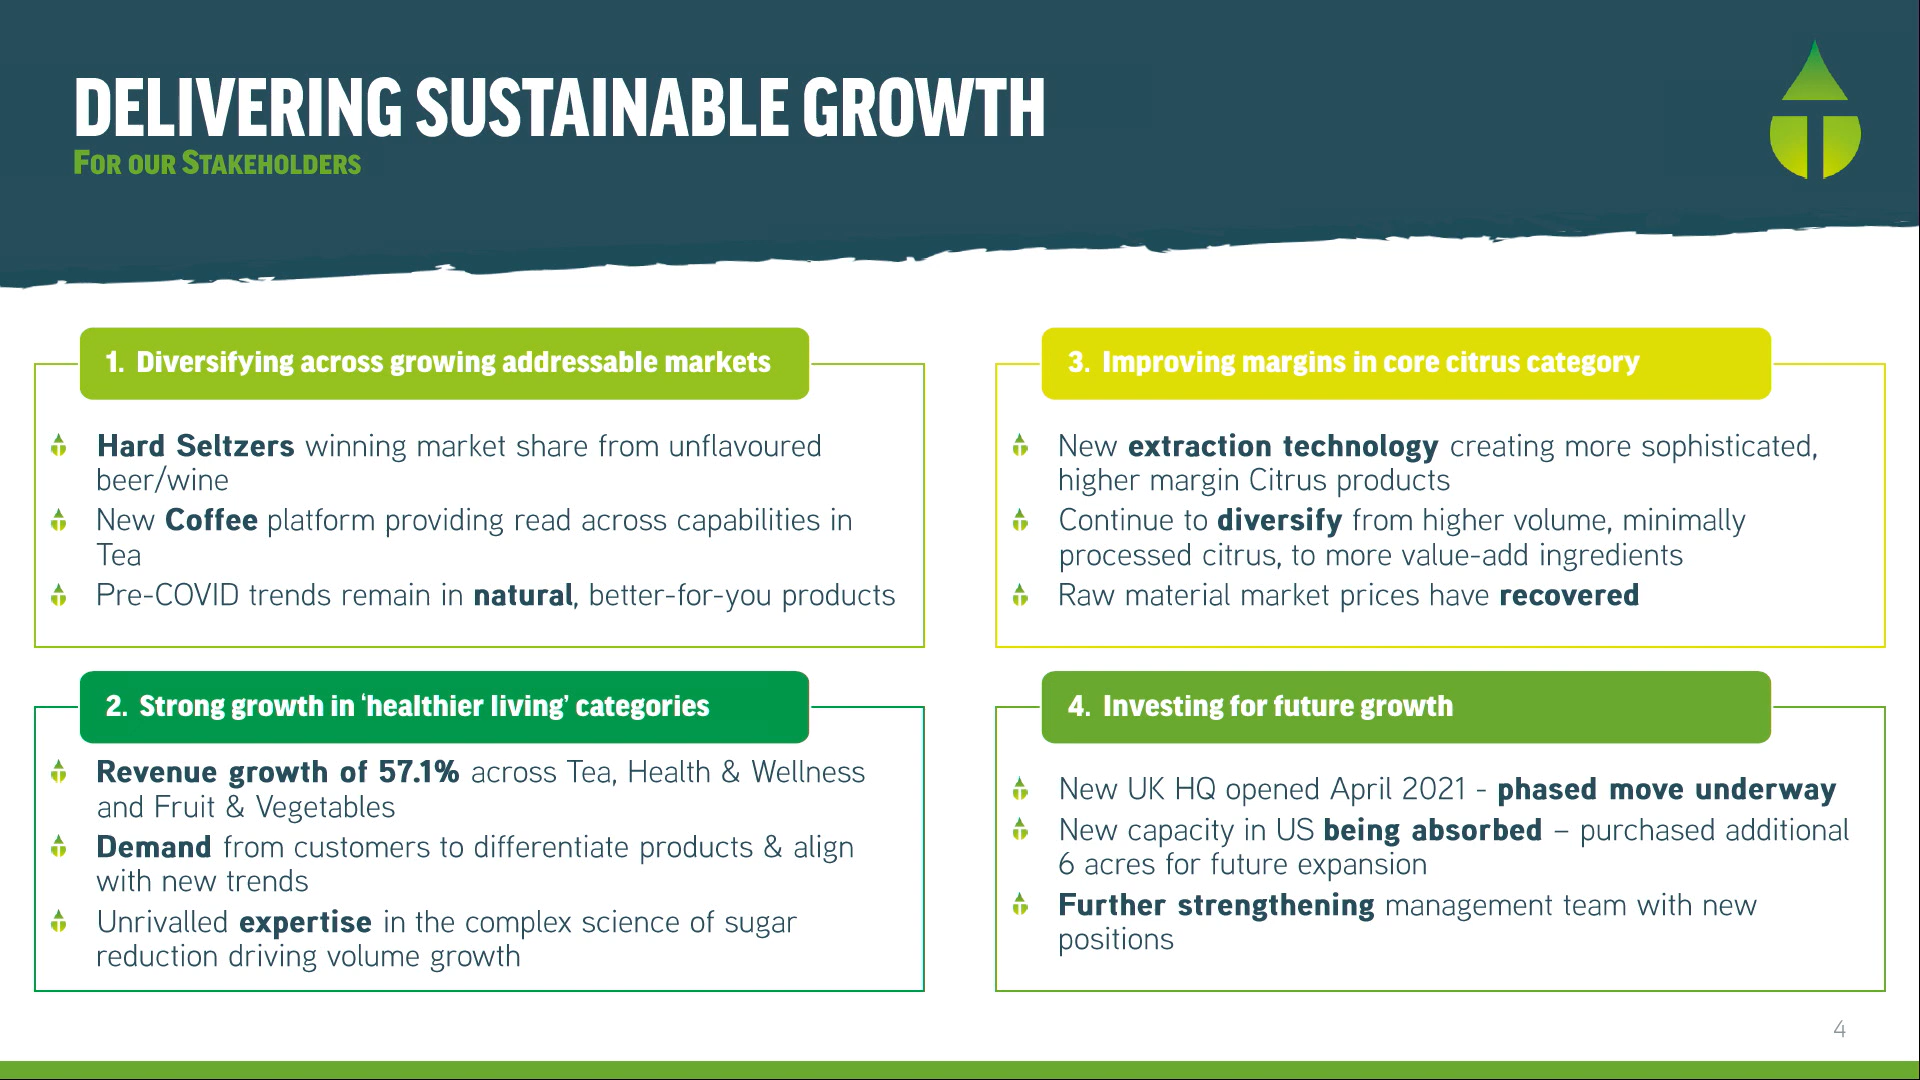 DELIVERING SUSTAINABLE GROWTH
FOR OUR STAKEHOLDERS
1. Diversifying across growing addressable markets
Hard Seltzers winning market share from unflavoured
beer/wine
New Coffee platform providing read across capabilities in
Tea
Pre-COVID trends remain in natural, better-for-you products
2. Strong growth in ‘healthier living’ categories
Revenue growth of 57.1% across Tea, Health & Wellness
and Fruit & Vegetables
Demand from customers to differentiate products & align
with new trends
Unrivalled expertise in the complex science of sugar
reduction driving volume growth
3. Improving margins in core citrus category
New extraction technology creating more sophisticated,
higher margin Citrus products
Continue to diversify from higher volume, minimally
processed citrus, to more value-add ingredients
Raw material market prices have recovered
4. Investing for future growth
New UK HQ opened April 2021 - phased move underway
New capacity in US being absorbed – purchased additional
6 acres for future expansion
Further strengthening management team with new
positions
4